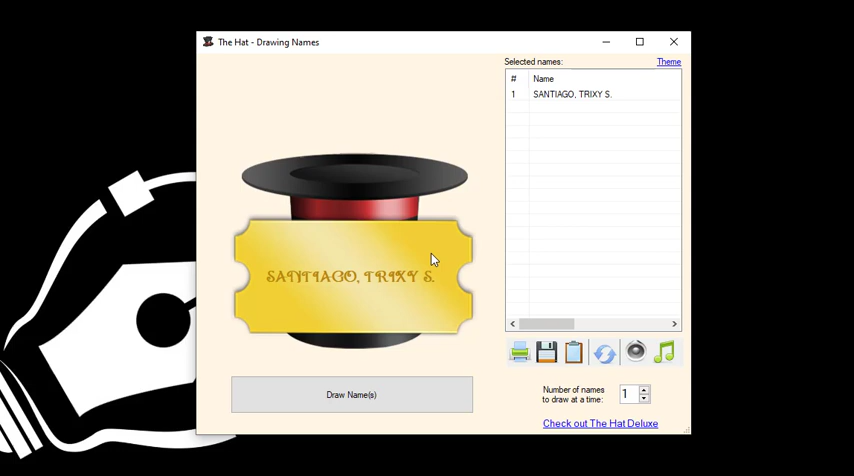 The Hat - Drawing Names
Selected names:
Theme
# Name
1 SANTIAGO, TRIXY S.
SANTIAGO, TRIXY S.
Draw Name(s)
Number of names
to draw at a time:
1
Check out The Hat Deluxe